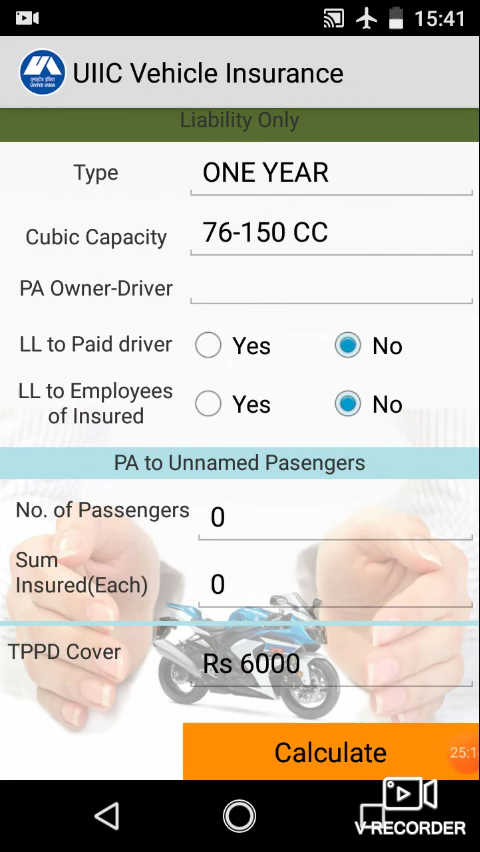 15:41
UIIC Vehicle Insurance
Liability Only
Type ONE YEAR
Cubic Capacity 76-150 CC
PA Owner-Driver
LL to Paid driver Yes No
LL to Employees
of Insured Yes No
PA to Unnamed Pasengers
No. of Passengers 0
Sum
Insured(Each) 0
TPPD Cover Rs 6000
Calculate
25:1
V-RECORDER